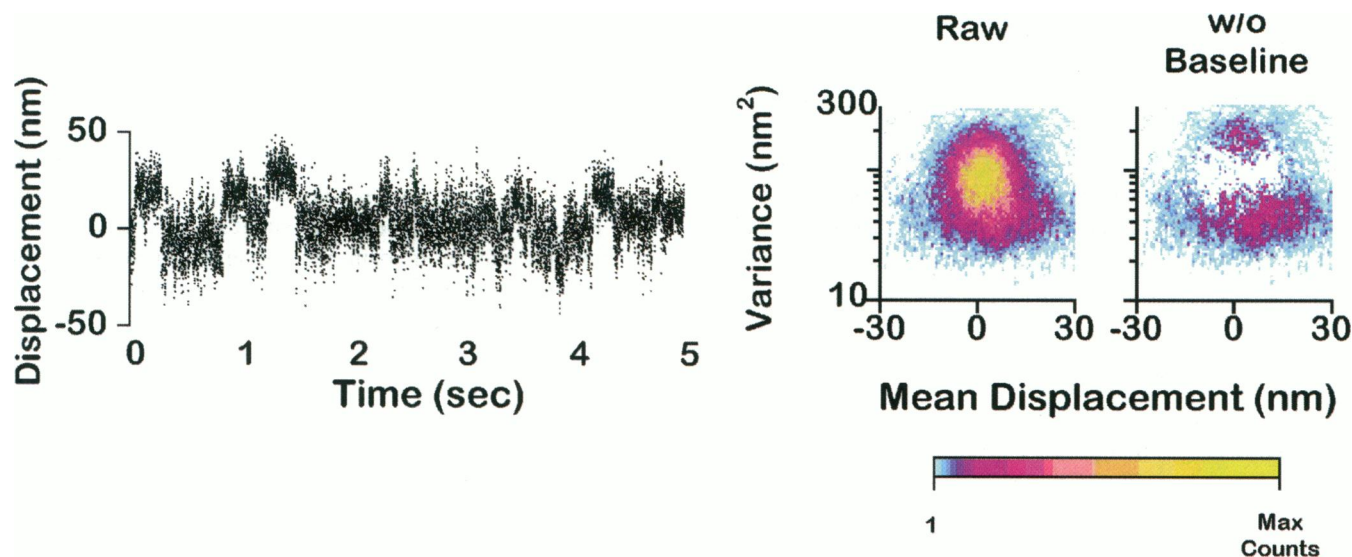 Displacement (nm)
50
0
-50
0 1 2 3 4 5
Time (sec)
Raw
w/o
Baseline
Variance (nm²)
300
10
-30 0 30
-30 0 30
Mean Displacement (nm)
1
Max
Counts